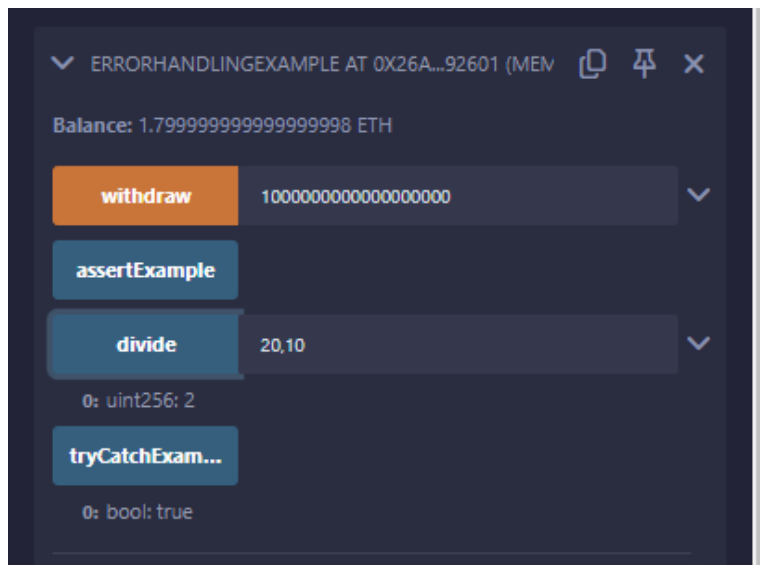 ERRORHANDLINGEXAMPLE AT 0X26A...92601 (MEM
Balance: 1.799999999999999998 ETH
withdraw 1000000000000000000
assertExample
divide 20,10
0: uint256: 2
tryCatchExam...
0: bool: true